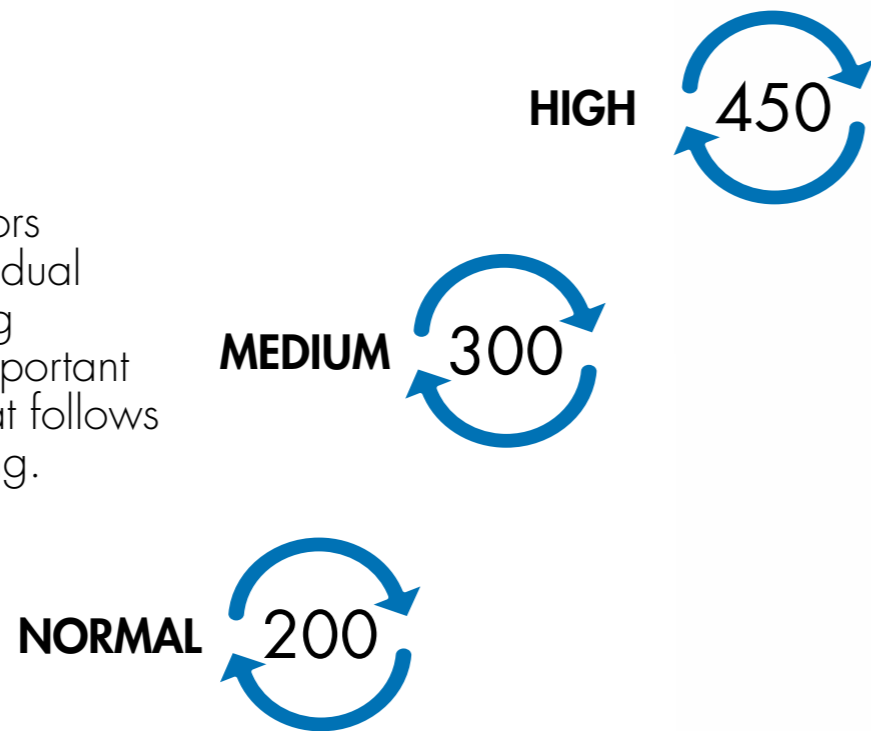 HIGH 450
ors
dual
g
portant
at follows
g.
MEDIUM 300
NORMAL 200